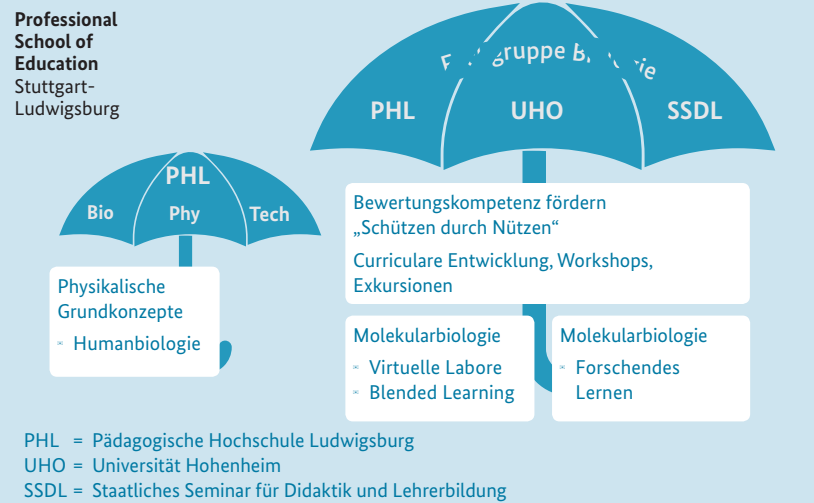 Professional
School of
Education
Stuttgart-
Ludwigsburg
PHL
Bio Phy Tech
Physikalische
Grundkonzepte
* Humanbiologie
PHL UHO SSDL
Bewertungskompetenz fördern
„Schützen durch Nützen“
Curriculare Entwicklung, Workshops,
Exkursionen
Molekularbiologie
* Virtuelle Labore
* Blended Learning
Molekularbiologie
* Forschendes
Lernen
PHL = Pädagogische Hochschule Ludwigsburg
UHO = Universität Hohenheim
SSDL = Staatliches Seminar für Didaktik und Lehrerbildung